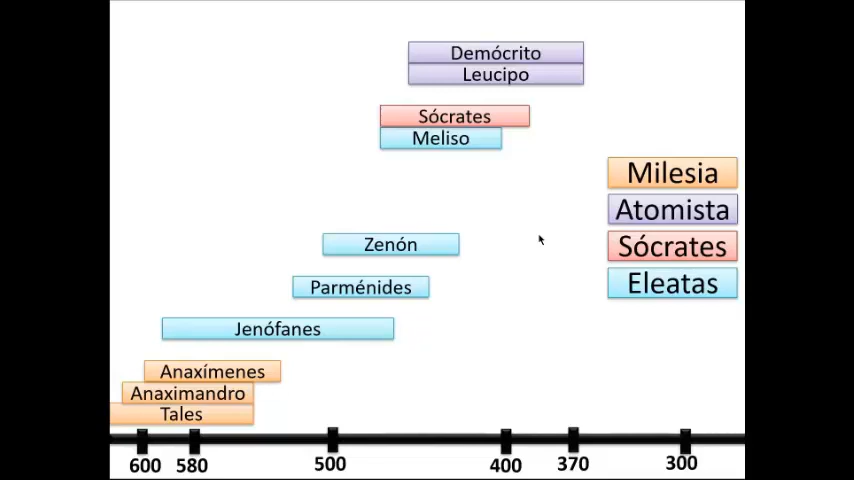 Demócrito
Leucipo
Sócrates
Meliso
Milesia
Atomista
Zenón
Sócrates
Parménides
Eleatas
Jenófanes
Anaxímenes
Anaximandro
Tales
600 580 500 400 370 300